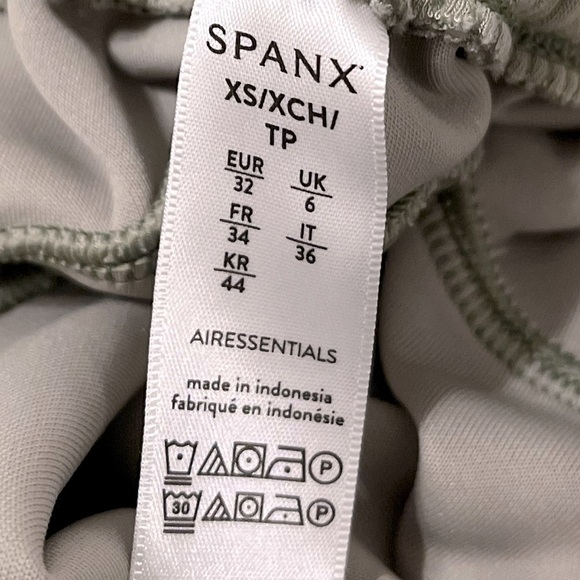 SPANX
XS/XCH/
TP
EUR
32
UK
6
FR
34
IT
36
KR
44
AIRESSENTIALS
made in indonesia
fabriqué en indonésie
P
30 P